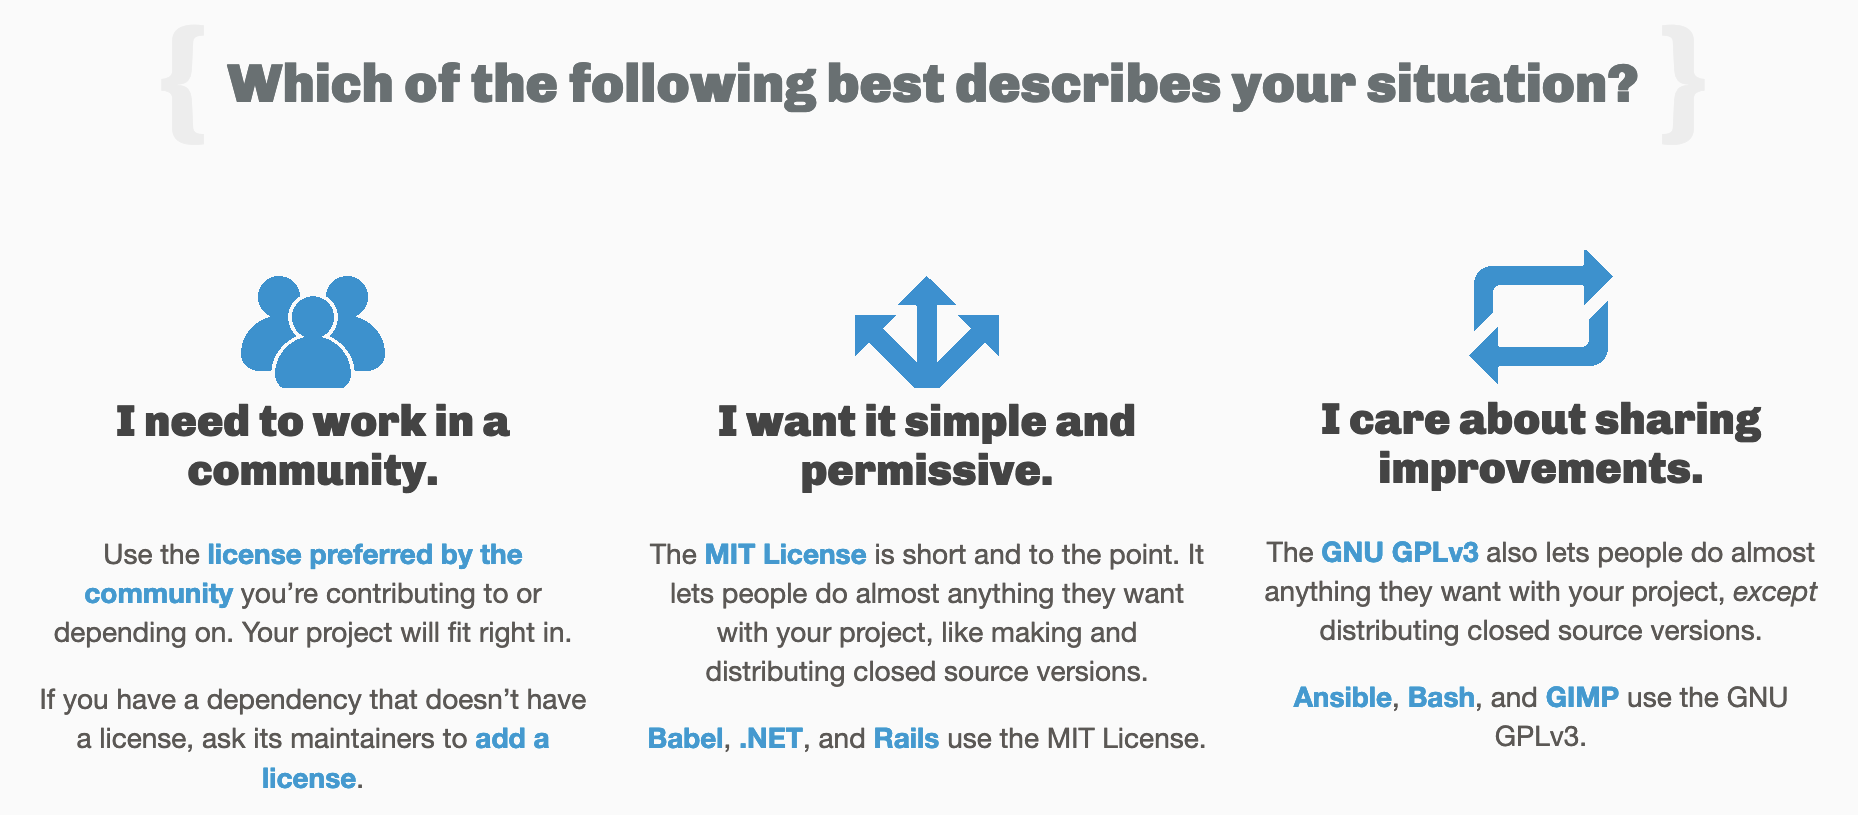 { Which of the following best describes your situation? }
I need to work in a
community.
Use the license preferred by the
community you’re contributing to or
depending on. Your project will fit right in.
If you have a dependency that doesn’t have
a license, ask its maintainers to add a
license.
I want it simple and
permissive.
The MIT License is short and to the point. It
lets people do almost anything they want
with your project, like making and
distributing closed source versions.
Babel, .NET, and Rails use the MIT License.
I care about sharing
improvements.
The GNU GPLv3 also lets people do almost
anything they want with your project, except
distributing closed source versions.
Ansible, Bash, and GIMP use the GNU
GPLv3.